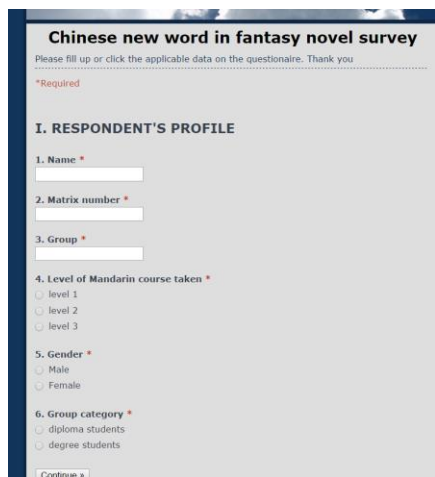 Chinese new word in fantasy novel survey
Please fill up or click the applicable data on the questionaire. Thank you
*Required
I. RESPONDENT'S PROFILE
1. Name *
2. Matrix number *
3. Group *
4. Level of Mandarin course taken *
level 1
level 2
level 3
5. Gender *
Male
Female
6. Group category *
diploma students
degree students
Continue »